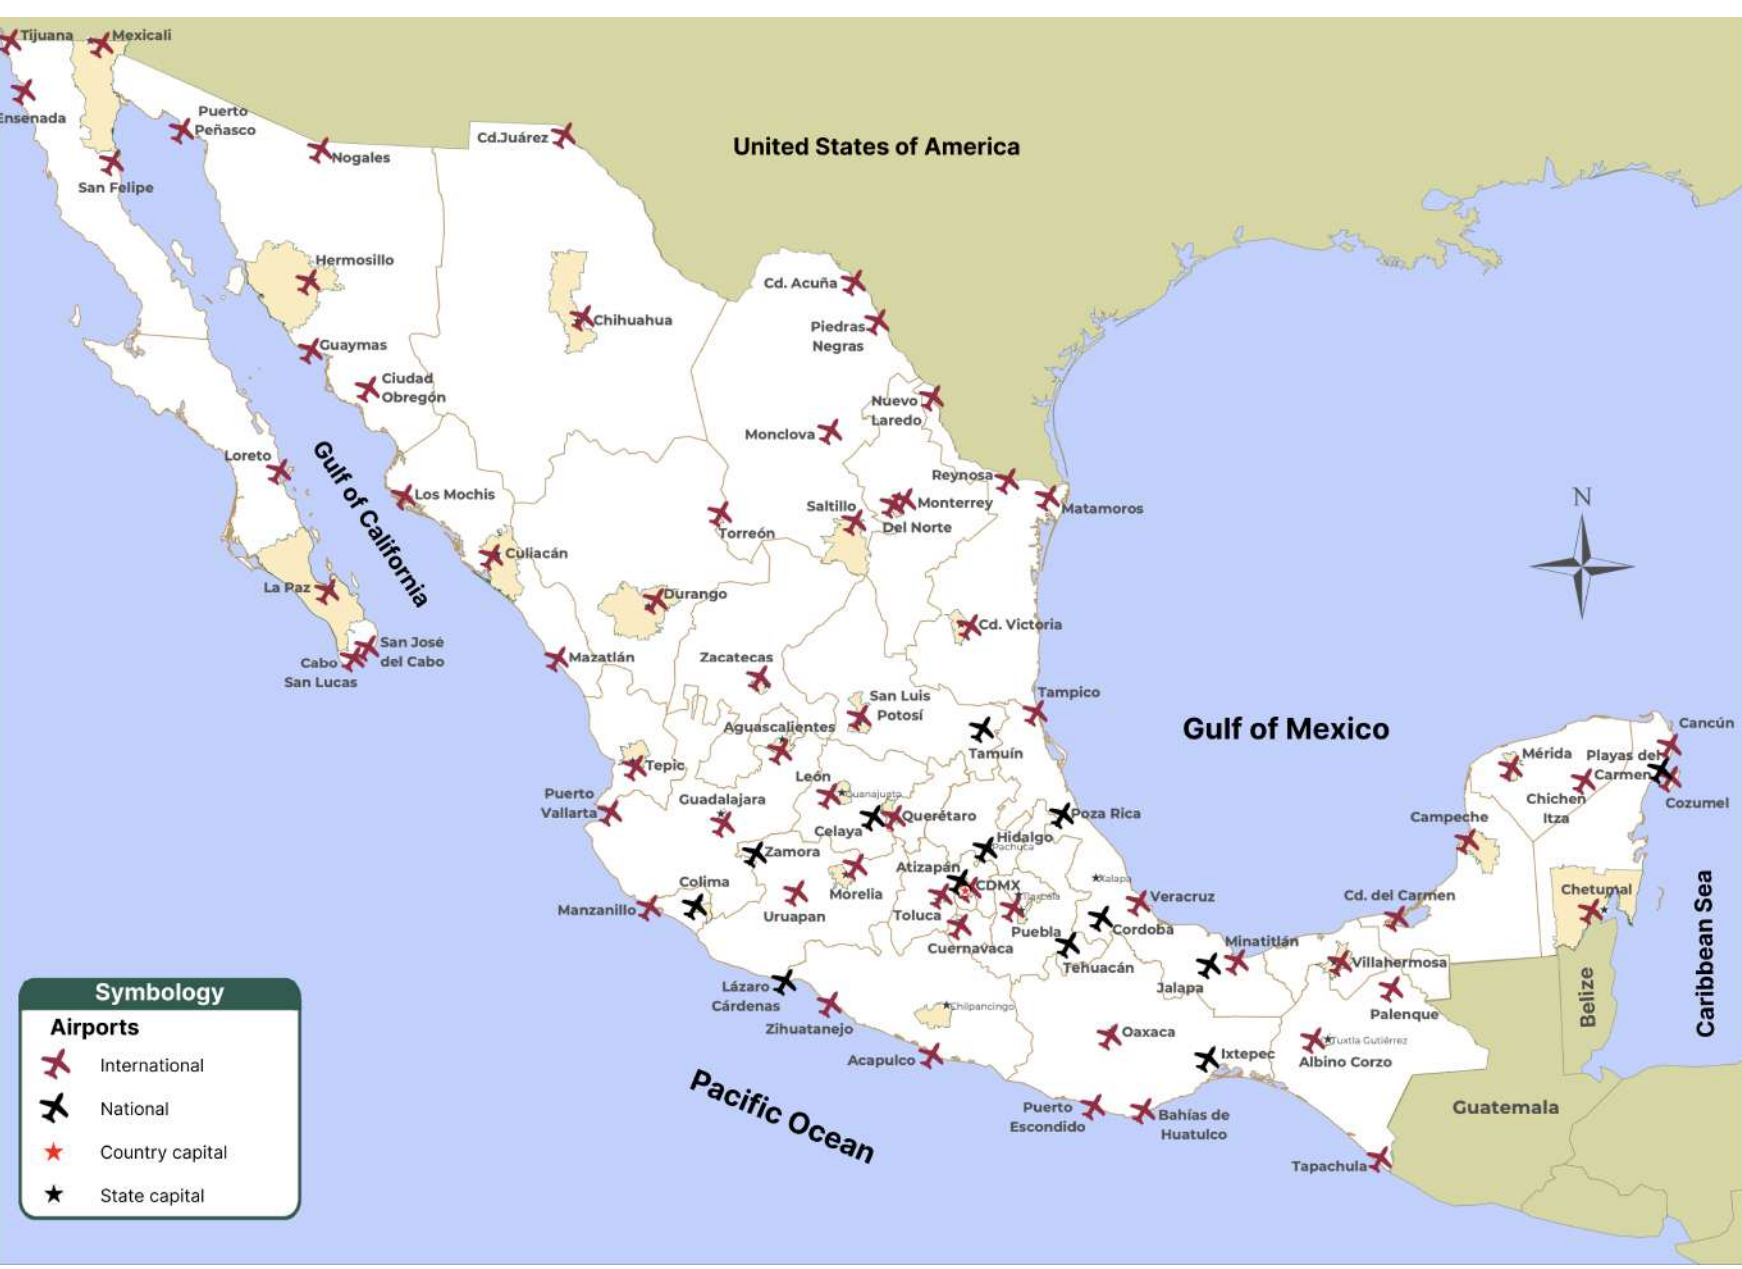 Tijuana
Mexicali
Ensenada
Puerto
Peñasco
San Felipe
Nogales
Cd.Juárez
United States of America
Hermosillo
Chihuahua
Cd. Acuña
Piedras
Negras
Guaymas
Ciudad
Obregón
Nuevo
Laredo
Monclova
Loreto
Gulf of California
Los Mochis
Reynosa
Matamoros
Saltillo
Monterrey
Del Norte
Torreón
N
Culiacán
La Paz
Durango
Cd. Victoria
San José
del Cabo
Cabo
San Lucas
Mazatlán
Zacatecas
San Luis
Potosí
Tampico
Aguascalientes
Tamuín
Gulf of Mexico
Cancún
Mérida
Playas del
Carmen
Chichen
Itza
Cozumel
Tepic
León
Guanajuato
Puerto
Vallarta
Guadalajara
Celaya
Querétaro
Poza Rica
Campeche
Zamora
Hidalgo
Pachuca
Atizapán
CDMX
Xalapa
Colima
Morelia
Tlaxcala
Veracruz
Cd. del Carmen
Chetumal
Manzanillo
Uruapan
Toluca
Puebla
Cordoba
Cuernavaca
Tehuacán
Minatitlán
Villahermosa
Jalapa
Belize
Caribbean Sea
Lázaro
Cárdenas
Zihuatanejo
Chilpancingo
Palenque
Oaxaca
Tuxtla Gutiérrez
Albino Corzo
Ixtepec
Acapulco
Pacific Ocean
Puerto
Escondido
Bahías de
Huatulco
Guatemala
Tapachula
Symbology
Airports
International
National
Country capital
State capital